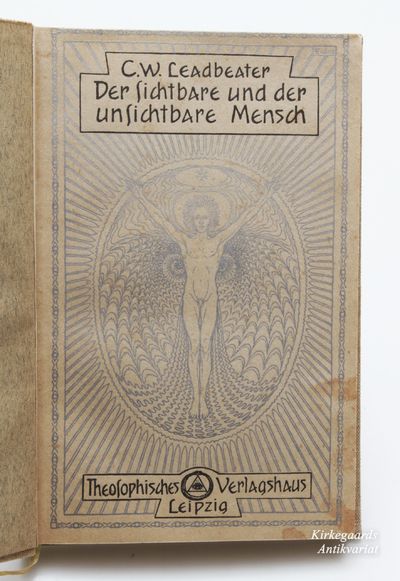 C.W. Leadbeater
Der ſichtbare und der
unſichtbare Menſch
Theoſophiſches Verlagshaus
Leipzig
Kirkegaards
Antikvariat